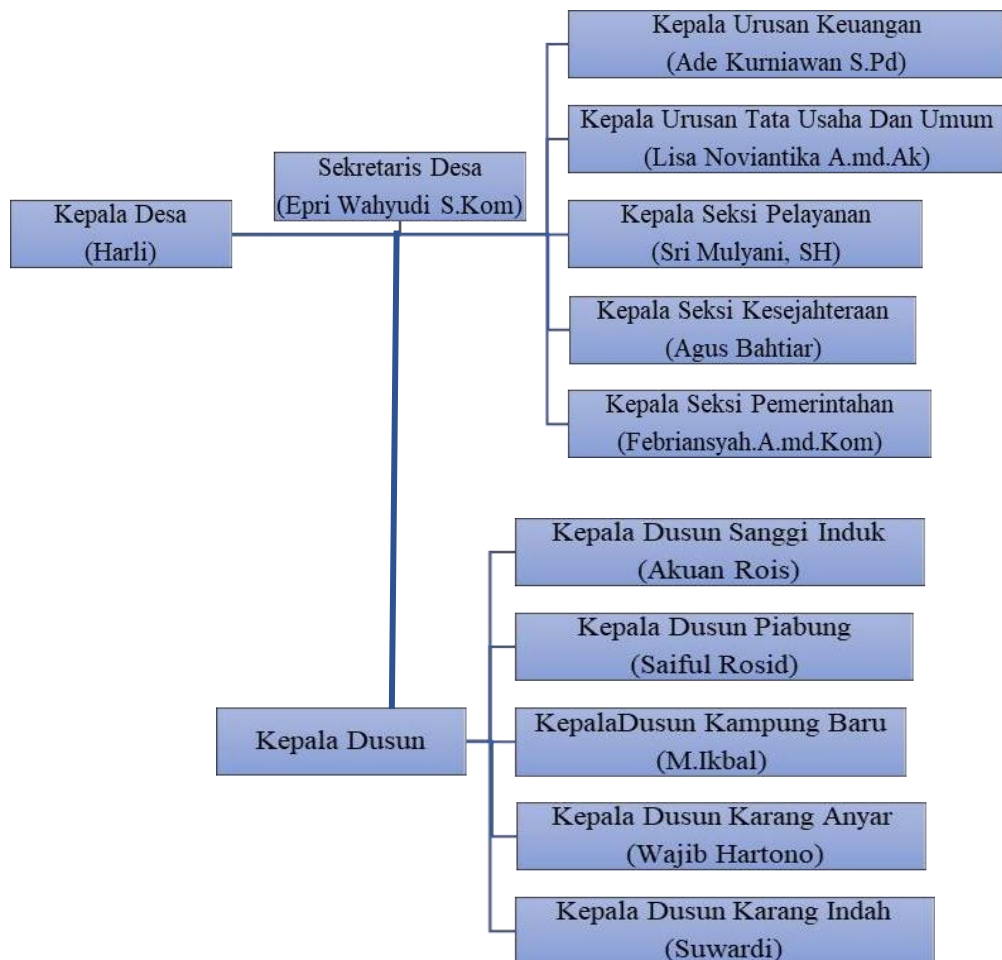 Kepala Urusan Keuangan
(Ade Kurniawan S.Pd)
Kepala Urusan Tata Usaha Dan Umum
(Lisa Noviantika A.md.Ak)
Sekretaris Desa
(Epri Wahyudi S.Kom)
Kepala Desa
(Harli)
Kepala Seksi Pelayanan
(Sri Mulyani, SH)
Kepala Seksi Kesejahteraan
(Agus Bahtiar)
Kepala Seksi Pemerintahan
(Febriansyah.A.md.Kom)
Kepala Dusun Sanggi Induk
(Akuan Rois)
Kepala Dusun Piabung
(Saiful Rosid)
Kepala Dusun
KepalaDusun Kampung Baru
(M.Ikbal)
Kepala Dusun Karang Anyar
(Wajib Hartono)
Kepala Dusun Karang Indah
(Suwardi)